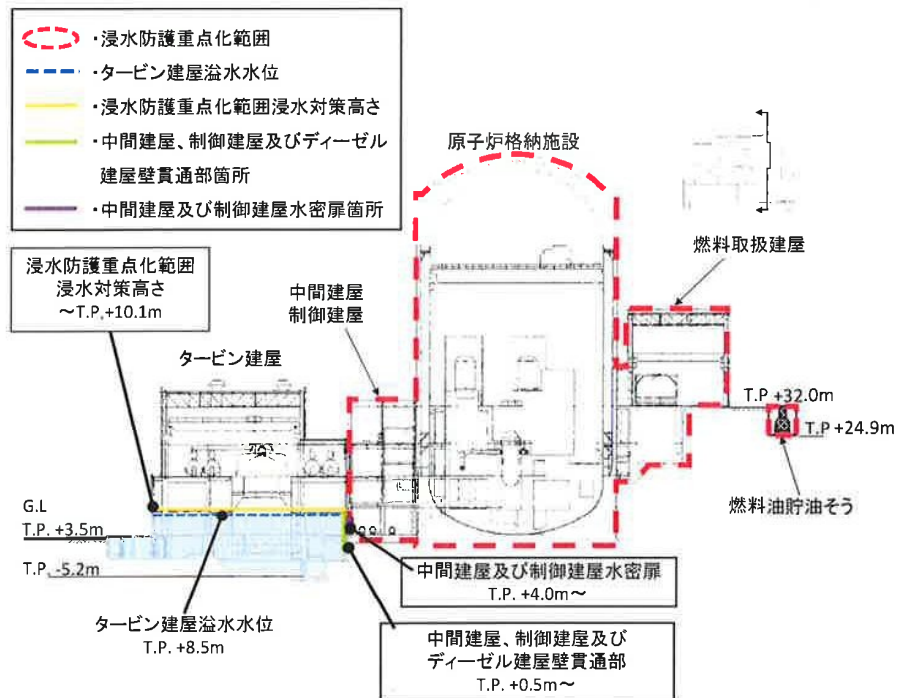 ・浸水防護重点化範囲
・タービン建屋溢水水位
・浸水防護重点化範囲浸水対策高さ
・中間建屋、制御建屋及びディーゼル
建屋壁貫通部箇所
・中間建屋及び制御建屋水密扉箇所
原子炉格納施設
燃料取扱建屋
浸水防護重点化範囲
浸水対策高さ
～T.P.+10.1m
中間建屋
制御建屋
タービン建屋
T.P +32.0m
T.P +24.9m
燃料油貯油そう
G.L
T.P. +3.5m
T.P. -5.2m
中間建屋及び制御建屋水密扉
T.P. +4.0m～
タービン建屋溢水水位
T.P. +8.5m
中間建屋、制御建屋及び
ディーゼル建屋壁貫通部
T.P. +0.5m～